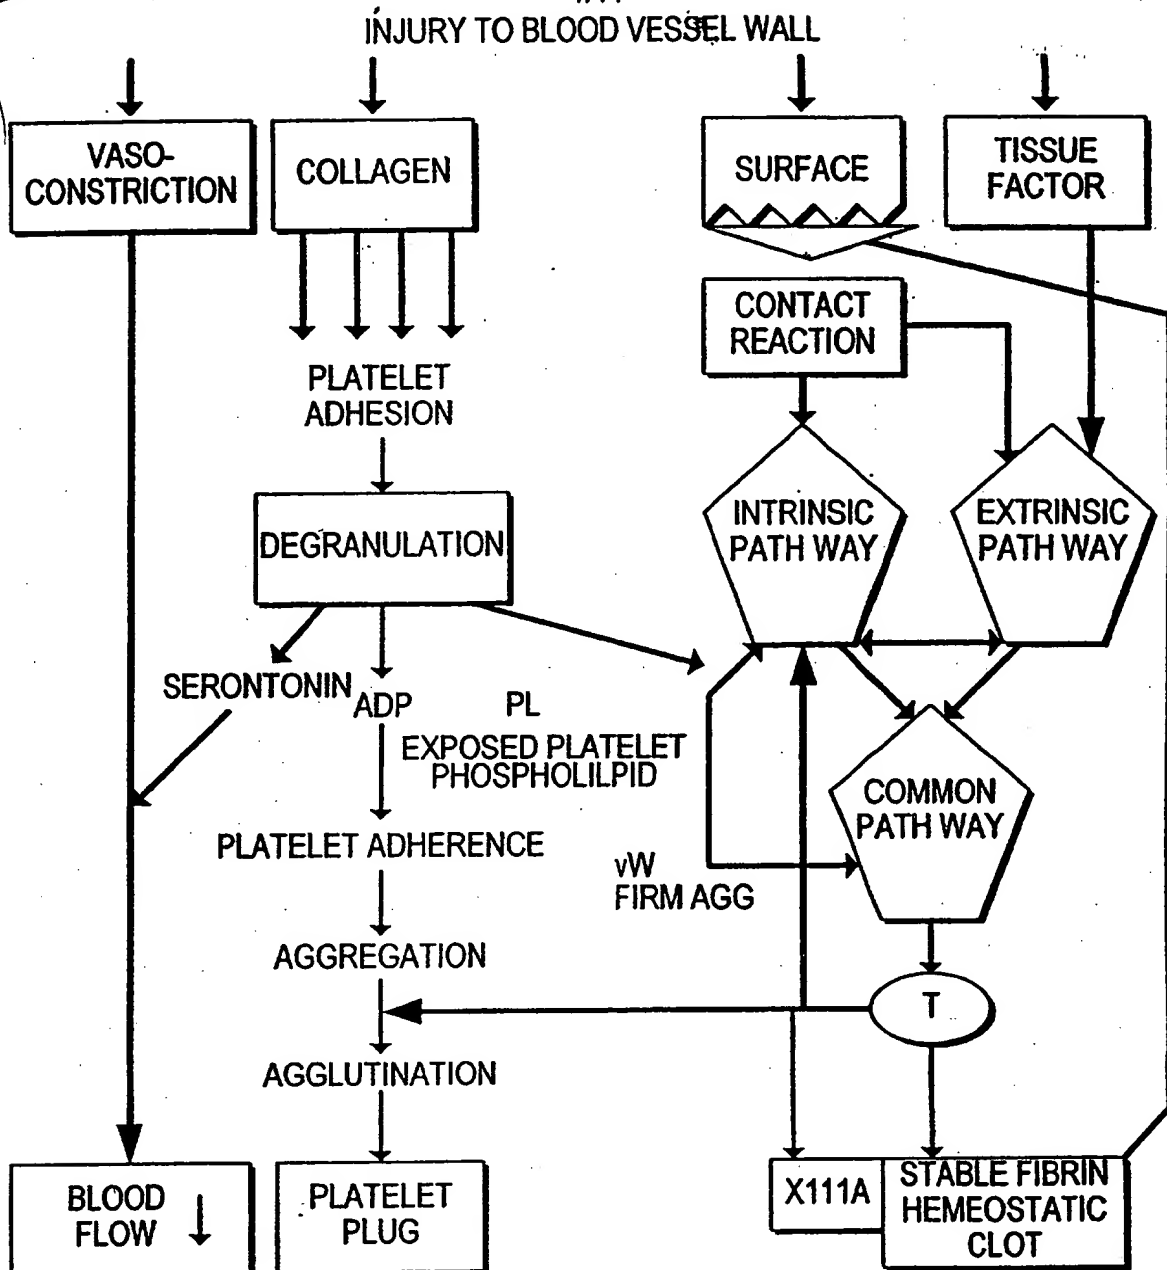 INJURY TO BLOOD VESSEL WALL
VASO-
CONSTRICTION
COLLAGEN
SURFACE
TISSUE
FACTOR
CONTACT
REACTION
PLATELET
ADHESION
DEGRANULATION
INTRINSIC
PATH WAY
EXTRINSIC
PATH WAY
SERONTONIN
ADP
PL
EXPOSED PLATELET
PHOSPHOLILPID
COMMON
PATH WAY
PLATELET ADHERENCE
vW
FIRM AGG
AGGREGATION
T
AGGLUTINATION
BLOOD
FLOW
PLATELET
PLUG
X111A
STABLE FIBRIN
HEMEOSTATIC
CLOT